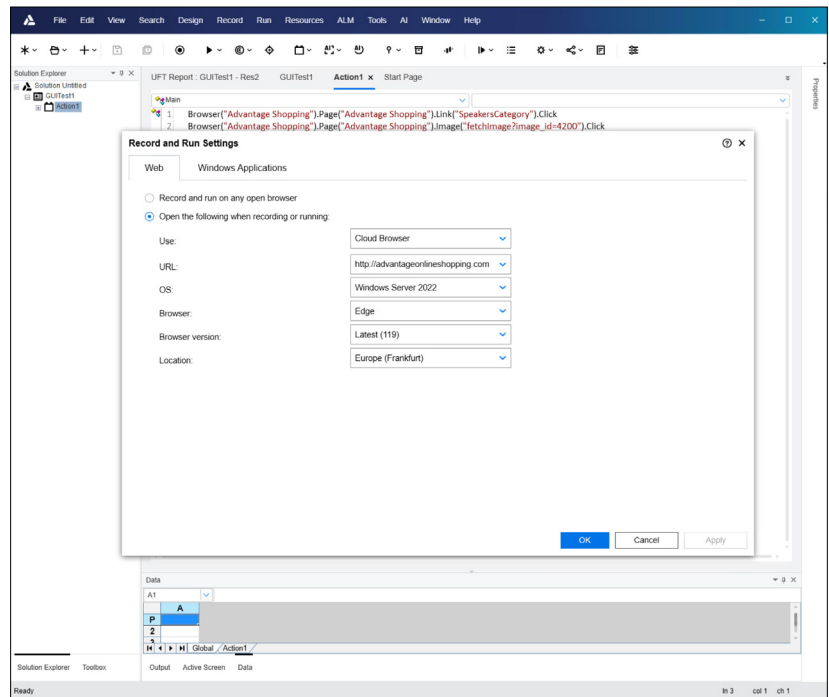 File Edit View Search Design Record Run Resources ALM Tools AI Window Help
Solution Explorer
Solution Untitled
GUITest1
Action1
UFT Report : GUITest1 - Res2 GUITest1 Action1 x Start Page
Properties
Main
1 Browser("Advantage Shopping").Page("Advantage Shopping").Link("SpeakersCategory").Click
2 Browser("Advantage Shopping").Page("Advantage Shopping").Image("fetchImage?image_id=4200").Click
Record and Run Settings
Web Windows Applications
Record and run on any open browser
Open the following when recording or running:
Use: Cloud Browser
URL: http://advantageonlineshopping.com
OS: Windows Server 2022
Browser: Edge
Browser version: Latest (119)
Location: Europe (Frankfurt)
OK Cancel Apply
Data
A1
A
P
2
3
Global Action1
Solution Explorer Toolbox Output Active Screen Data
Ready ln 3 col 1 ch 1